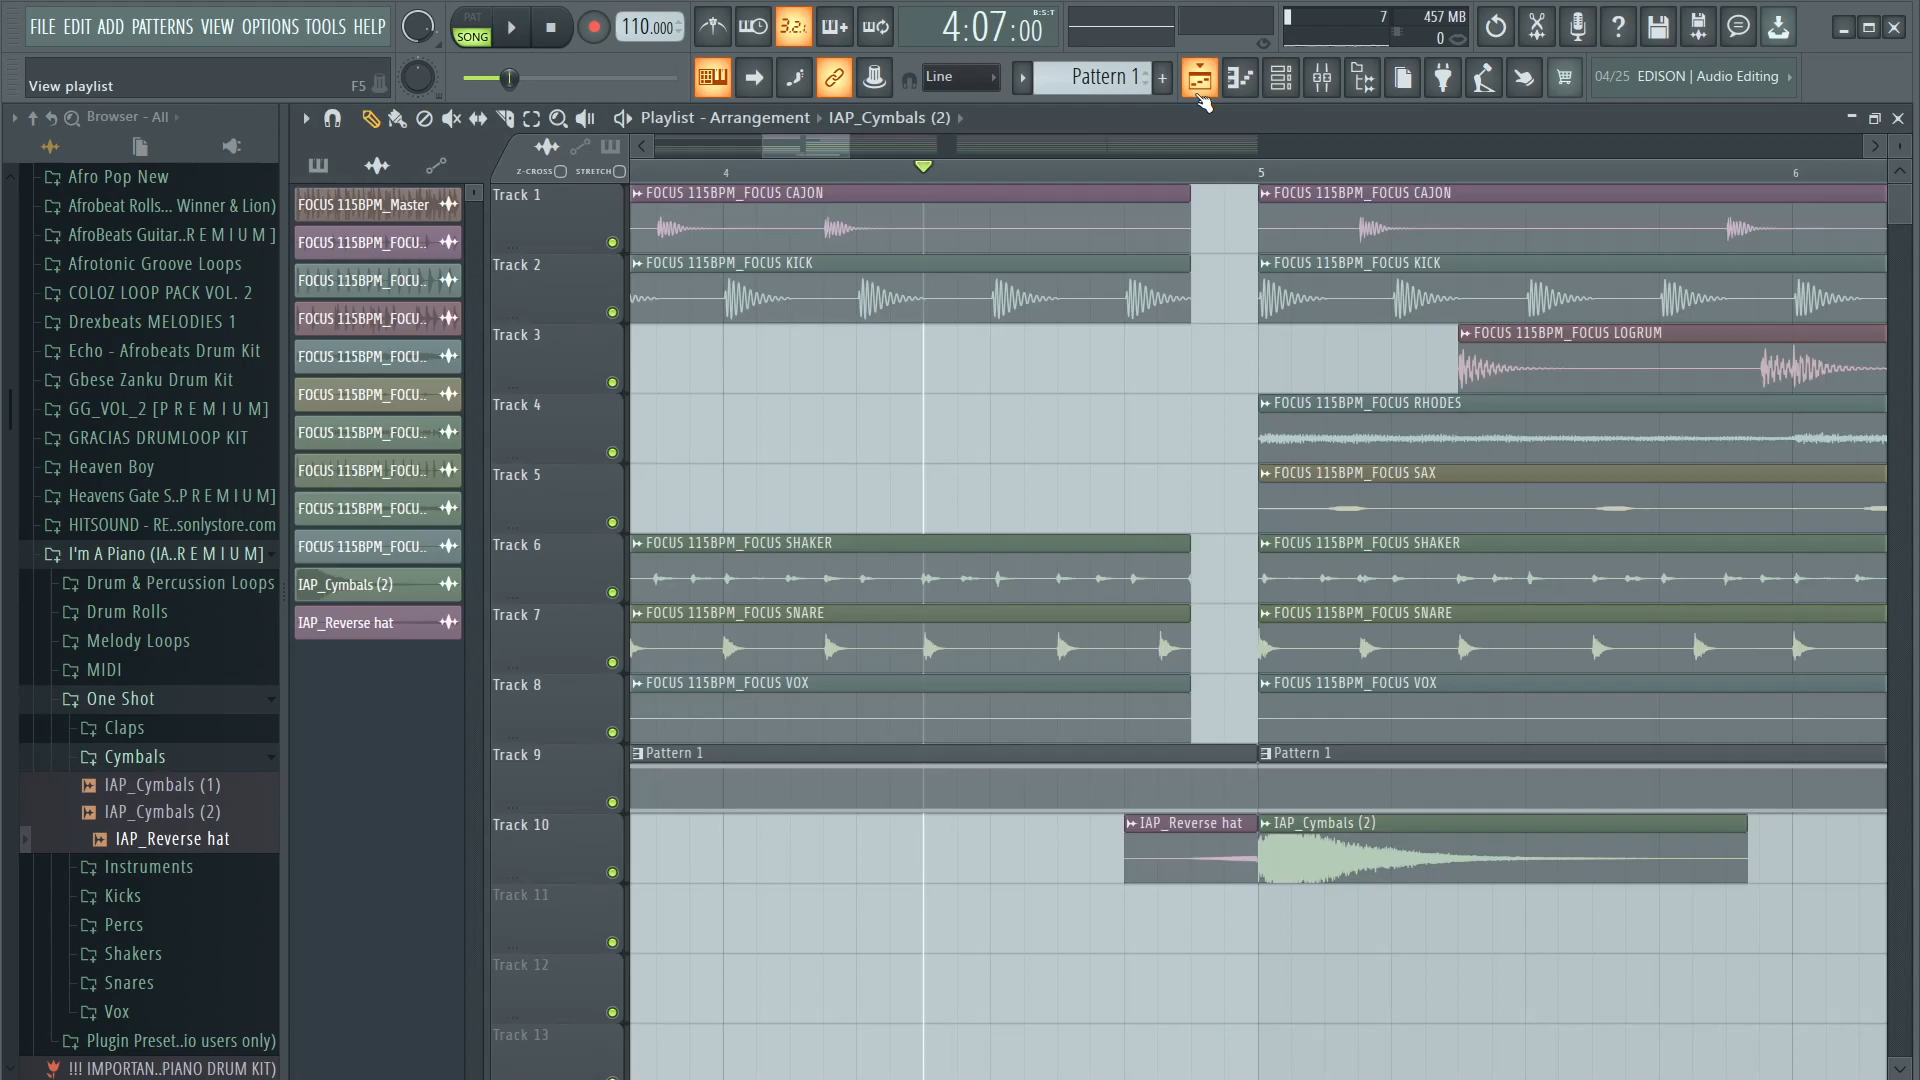 FILE EDIT ADD PATTERNS VIEW OPTIONS TOOLS HELP
PAT
SONG
110.000
3.2.
4:07:00
B:S:T
7
457 MB
0
View playlist
F5
Line
Pattern 1
04/25 EDISON | Audio Editing
Browser - All
Playlist - Arrangement
IAP_Cymbals (2)
Z-CROSS
STRETCH
4
5
6
Afro Pop New
Afrobeat Rolls... Winner & Lion)
AfroBeats Guitar..R E M I U M ]
Afrotonic Groove Loops
COLOZ LOOP PACK VOL. 2
Drexbeats MELODIES 1
Echo - Afrobeats Drum Kit
Gbese Zanku Drum Kit
GG_VOL_2 [P R E M I U M]
GRACIAS DRUMLOOP KIT
Heaven Boy
Heavens Gate S..P R E M I U M]
HITSOUND - RE..sonlystore.com
I'm A Piano (IA..R E M I U M]
Drum & Percussion Loops
Drum Rolls
Melody Loops
MIDI
One Shot
Claps
Cymbals
IAP_Cymbals (1)
IAP_Cymbals (2)
IAP_Reverse hat
Instruments
Kicks
Percs
Shakers
Snares
Vox
Plugin Preset..io users only)
!!! IMPORTAN..PIANO DRUM KIT)
FOCUS 115BPM_Master
FOCUS 115BPM_FOCU..
FOCUS 115BPM_FOCU..
FOCUS 115BPM_FOCU..
FOCUS 115BPM_FOCU..
FOCUS 115BPM_FOCU..
FOCUS 115BPM_FOCU..
FOCUS 115BPM_FOCU..
FOCUS 115BPM_FOCU..
FOCUS 115BPM_FOCU..
IAP_Cymbals (2)
IAP_Reverse hat
Track 1
FOCUS 115BPM_FOCUS CAJON
FOCUS 115BPM_FOCUS CAJON
Track 2
FOCUS 115BPM_FOCUS KICK
FOCUS 115BPM_FOCUS KICK
Track 3
FOCUS 115BPM_FOCUS LOGRUM
Track 4
FOCUS 115BPM_FOCUS RHODES
Track 5
FOCUS 115BPM_FOCUS SAX
Track 6
FOCUS 115BPM_FOCUS SHAKER
FOCUS 115BPM_FOCUS SHAKER
Track 7
FOCUS 115BPM_FOCUS SNARE
FOCUS 115BPM_FOCUS SNARE
Track 8
FOCUS 115BPM_FOCUS VOX
FOCUS 115BPM_FOCUS VOX
Track 9
Pattern 1
Pattern 1
Track 10
IAP_Reverse hat
IAP_Cymbals (2)
Track 11
Track 12
Track 13